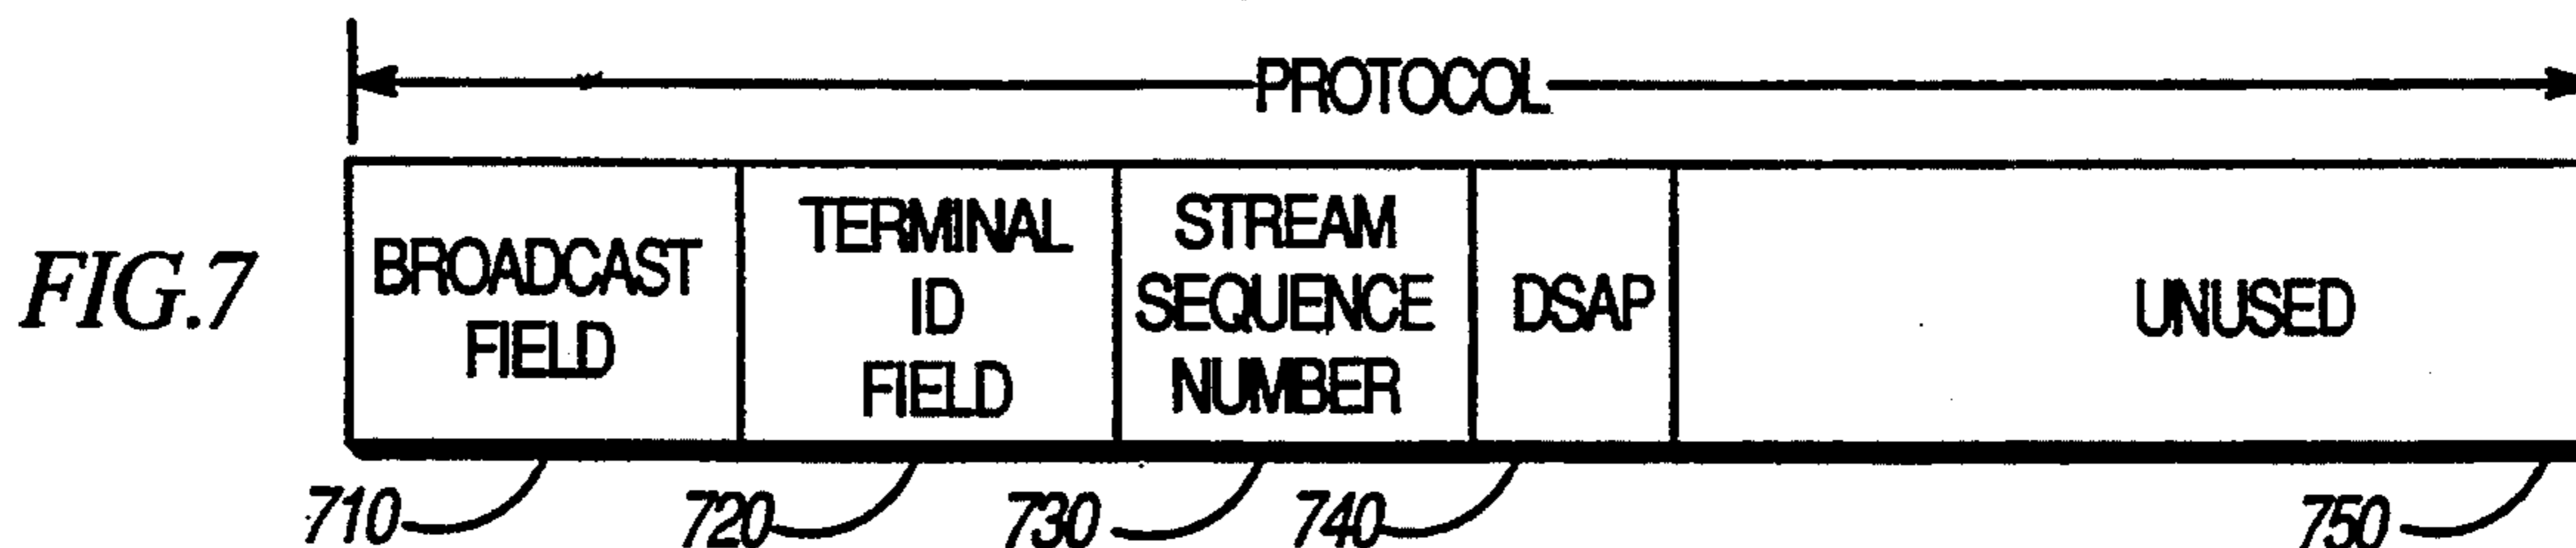 PROTOCOL
FIG.7
BROADCAST
FIELD
TERMINAL
ID
FIELD
STREAM
SEQUENCE
NUMBER
DSAP
UNUSED
710
720
730
740
750